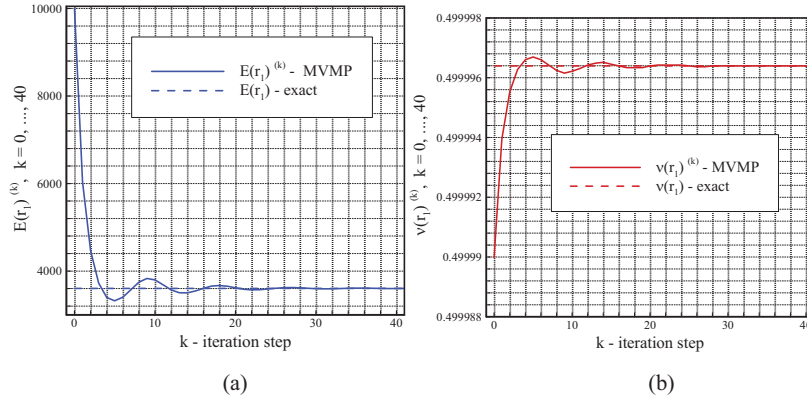 10000
8000
6000
4000
E(r1)(k), k = 0, ..., 40
E(r1)(k) - MVMP
E(r1) - exact
0
10
20
30
40
k - iteration step
(a)
0.499998
0.499996
0.499994
0.499992
0.49999
0.499988
ν(r1)(k), k = 0, ..., 40
ν(r1)(k) - MVMP
ν(r1) - exact
0
10
20
30
40
k - iteration step
(b)